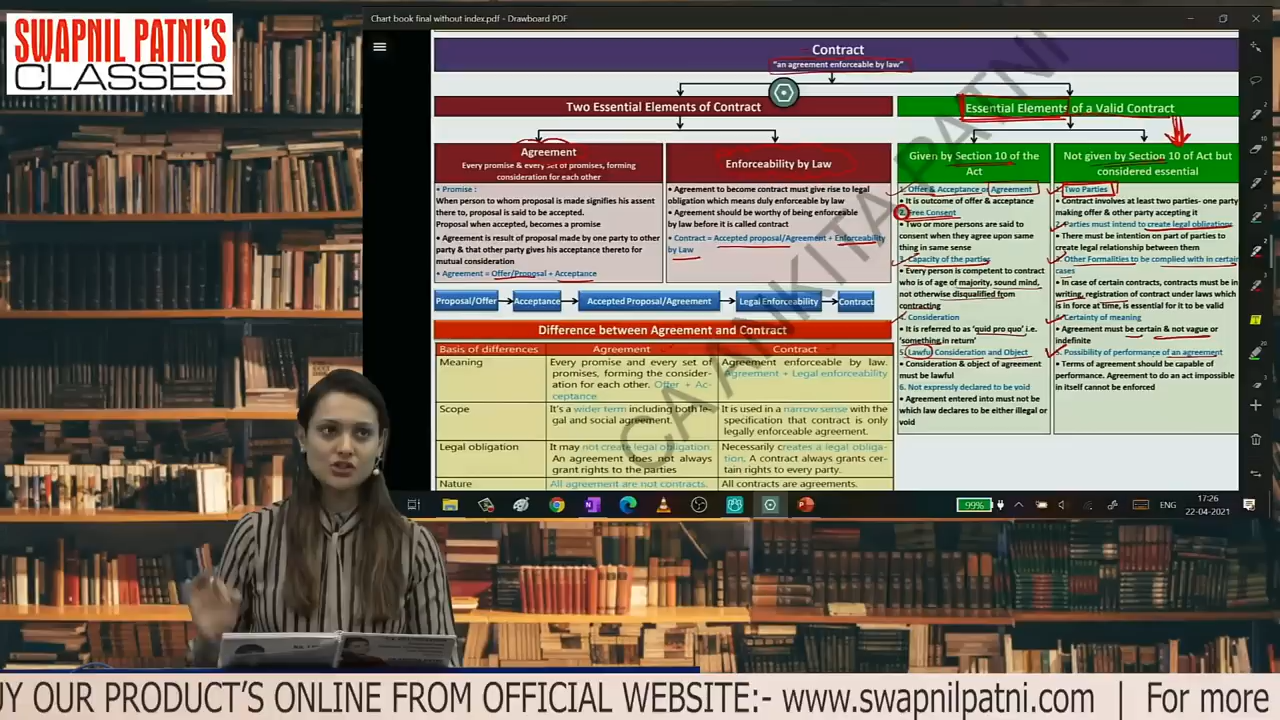 SWAPNIL PATNI'S
CLASSES
Chart book final without index.pdf - Drawboard PDF
Contract
"an agreement enforceable by law"
Two Essential Elements of Contract
Essential Elements of a Valid Contract
Agreement
Every promise & every set of promises, forming
consideration for each other
Enforceability by Law
Given by Section 10 of the
Act
Not given by Section 10 of Act but
considered essential
• Promise :
When person to whom proposal is made signifies his assent
there to, proposal is said to be accepted.
Proposal when accepted, becomes a promise
• Agreement is result of proposal made by one party to other
party & that other party gives his acceptance thereto for
mutual consideration
• Agreement = Offer/Proposal + Acceptance
• Agreement to become contract must give rise to legal
obligation which means duly enforceable by law
• Agreement should be worthy of being enforceable
by law before it is called contract
• Contract = Accepted proposal/Agreement + Enforceability
by Law
1. Offer & Acceptance or Agreement
• It is outcome of offer & acceptance
2. Free Consent
• Two or more persons are said to
consent when they agree upon same
thing in same sense
3. Capacity of the parties
• Every person is competent to contract
who is of age of majority, sound mind,
not otherwise disqualified from
contracting
4. Consideration
• It is referred to as 'quid pro quo' i.e.
'something in return'
5. Lawful Consideration and Object
• Consideration & object of agreement
must be lawful
6. Not expressly declared to be void
• Agreement entered into must not be
which law declares to be either illegal or
void
1. Two Parties
• Contract involves at least two parties- one party
making offer & other party accepting it
2. Parties must intend to create legal obligations
• There must be intention on part of parties to
create legal relationship between them
3. Other Formalities to be complied with in certain
cases
• In case of certain contracts, contracts must be in
writing, registration of contract under laws which
is in force at time, is essential for it to be valid
4. Certainty of meaning
• Agreement must be certain & not vague or
indefinite
5. Possibility of performance of an agreement
• Terms of agreement should be capable of
performance. Agreement to do an act impossible
in itself cannot be enforced
Proposal/Offer
Acceptance
Accepted Proposal/Agreement
Legal Enforceability
Contract
Difference between Agreement and Contract
Basis of differences Agreement Contract
Meaning
Every promise and every set of
promises, forming the consider-
ation for each other. Offer + Ac-
ceptance
Agreement enforceable by law.
Agreement + Legal enforceability
Scope
It's a wider term including both le-
gal and social agreement.
It is used in a narrow sense with the
specification that contract is only
legally enforceable agreement.
Legal obligation
It may not create legal obligation.
An agreement does not always
grant rights to the parties
Necessarily creates a legal obliga-
tion. A contract always grants cer-
tain rights to every party.
Nature
All agreement are not contracts.
All contracts are agreements.
CA ANKITA PATNI
99%
ENG
17:26
22-04-2021
UY OUR PRODUCT'S ONLINE FROM OFFICIAL WEBSITE:- www.swapnilpatni.com | For more